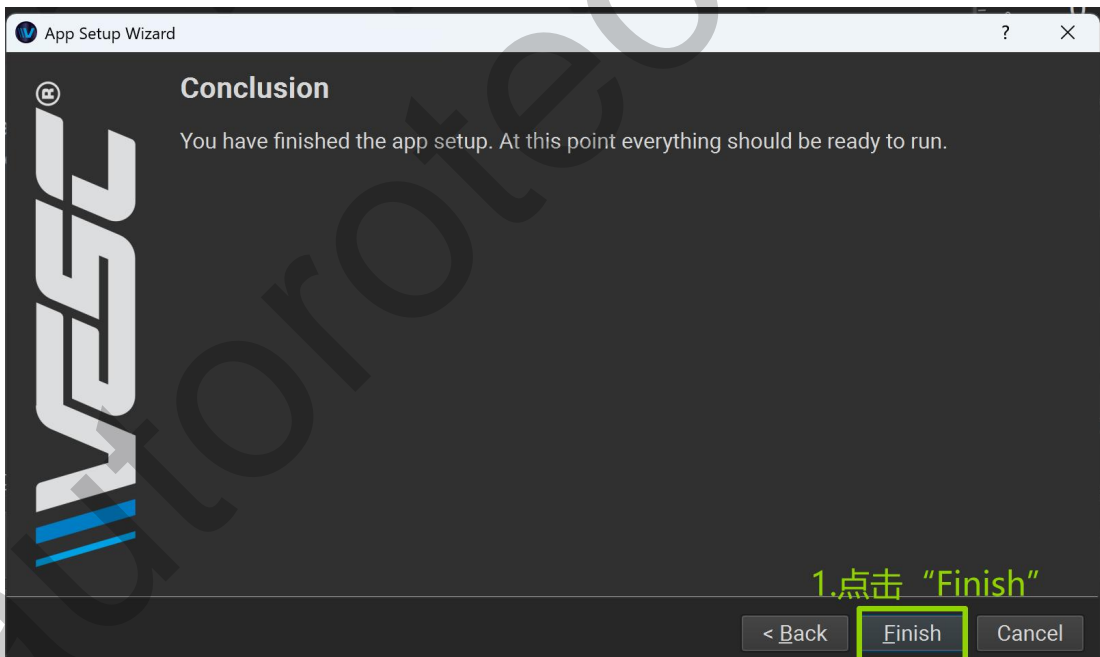 App Setup Wizard
?
VESC®
Conclusion
You have finished the app setup. At this point everything should be ready to run.
1.点击“Finish”
< Back
Finish
Cancel